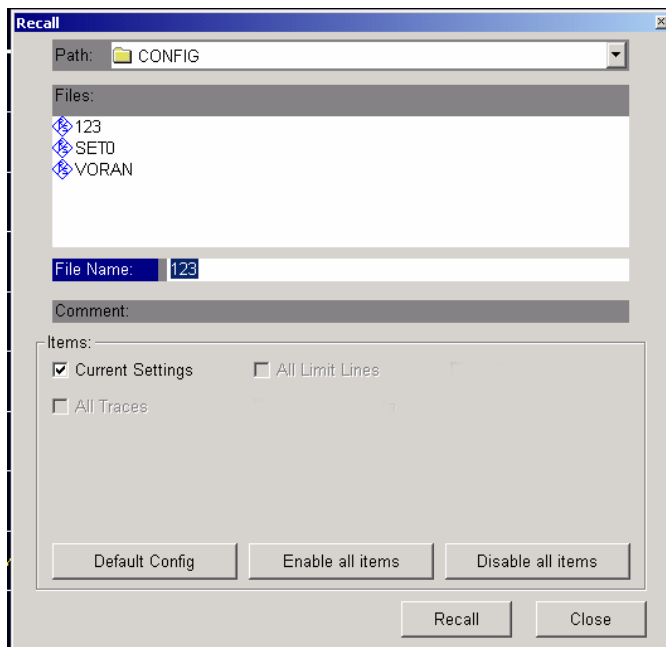 Recall
Path: CONFIG
Files:
123
SET0
VORAN
File Name: 123
Comment:
Items:
Current Settings All Limit Lines
All Traces
Default Config Enable all items Disable all items
Recall Close